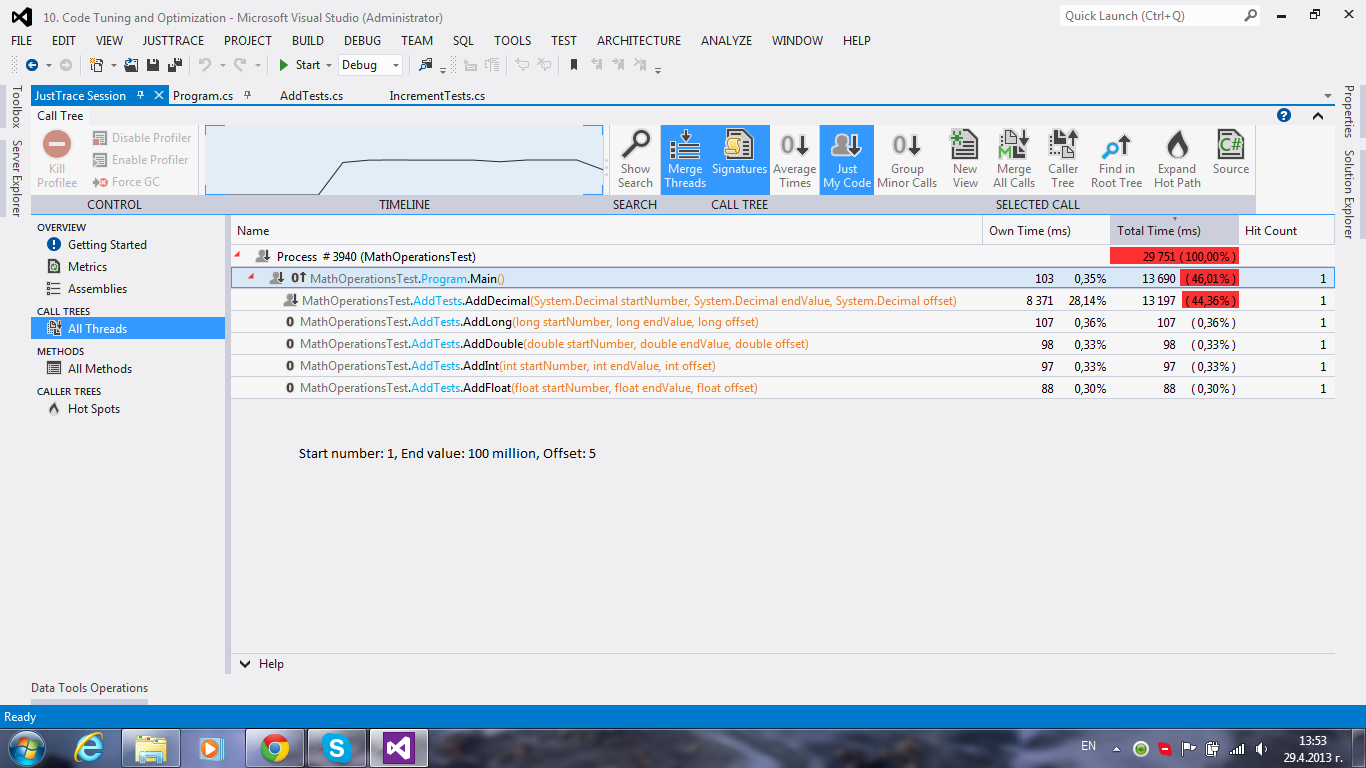 10. Code Tuning and Optimization - Microsoft Visual Studio (Administrator)
Quick Launch (Ctrl+Q)
FILE EDIT VIEW JUSTTRACE PROJECT BUILD DEBUG TEAM SQL TOOLS TEST ARCHITECTURE ANALYZE WINDOW HELP
Start Debug
Toolbox
Server Explorer
JustTrace Session Program.cs AddTests.cs IncrementTests.cs
Properties
Solution Explorer
Call Tree
Kill Profilee
Disable Profiler
Enable Profiler
Force GC
Show Search
Merge Threads
Signatures
Average Times
Just My Code
Group Minor Calls
New View
Merge All Calls
Caller Tree
Find in Root Tree
Expand Hot Path
C#
Source
CONTROL TIMELINE SEARCH CALL TREE SELECTED CALL
OVERVIEW
Getting Started
Metrics
Assemblies
CALL TREES
All Threads
METHODS
All Methods
CALLER TREES
Hot Spots
Name Own Time (ms) Total Time (ms) Hit Count
Process # 3940 (MathOperationsTest) 29 751 (100,00% )
MathOperationsTest.Program.Main() 103 0,35% 13 690 (46,01% ) 1
MathOperationsTest.AddTests.AddDecimal(System.Decimal startNumber, System.Decimal endValue, System.Decimal offset) 8 371 28,14% 13 197 (44,36% ) 1
MathOperationsTest.AddTests.AddLong(long startNumber, long endValue, long offset) 107 0,36% 107 (0,36% ) 1
MathOperationsTest.AddTests.AddDouble(double startNumber, double endValue, double offset) 98 0,33% 98 (0,33% ) 1
MathOperationsTest.AddTests.AddInt(int startNumber, int endValue, int offset) 97 0,33% 97 (0,33% ) 1
MathOperationsTest.AddTests.AddFloat(float startNumber, float endValue, float offset) 88 0,30% 88 (0,30% ) 1
Start number: 1, End value: 100 million, Offset: 5
Help
Data Tools Operations
Ready
EN
13:53
29.4.2013 г.